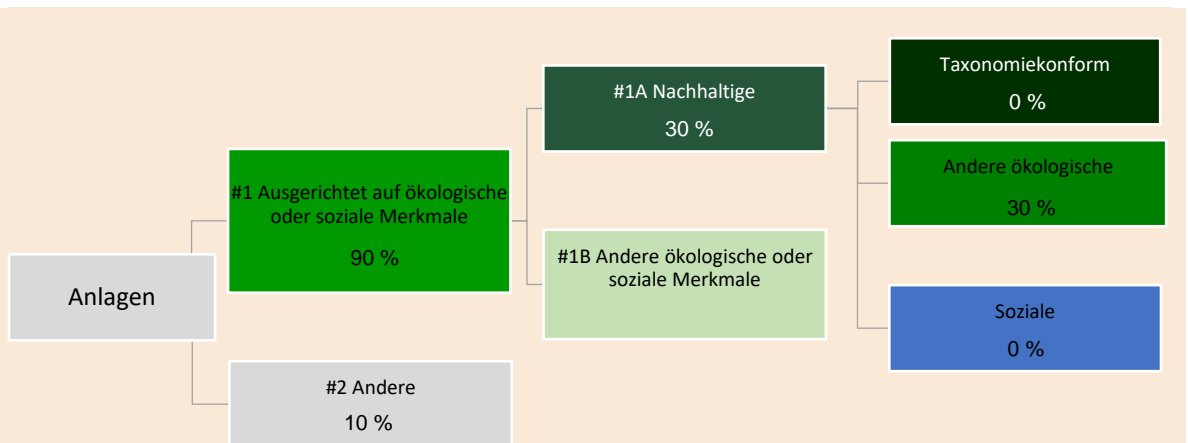 Anlagen
#1 Ausgerichtet auf ökologische
oder soziale Merkmale
90 %
#2 Andere
10 %
#1A Nachhaltige
30 %
#1B Andere ökologische oder
soziale Merkmale
Taxonomiekonform
0 %
Andere ökologische
30 %
Soziale
0 %